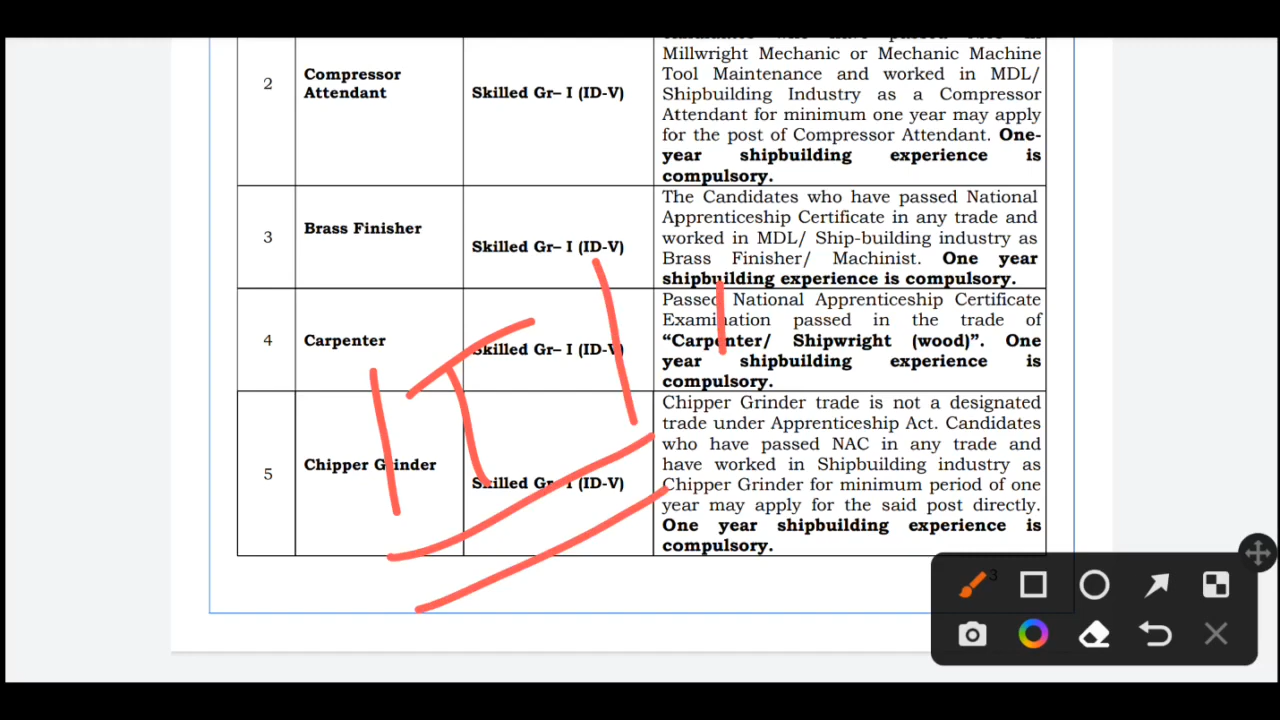 2
Compressor
Attendant
Skilled Gr– I (ID-V)
Millwright Mechanic or Mechanic Machine
Tool Maintenance and worked in MDL/
Shipbuilding Industry as a Compressor
Attendant for minimum one year may apply
for the post of Compressor Attendant. One-
year shipbuilding experience is
compulsory.
3
Brass Finisher
Skilled Gr– I (ID-V)
The Candidates who have passed National
Apprenticeship Certificate in any trade and
worked in MDL/ Ship-building industry as
Brass Finisher/ Machinist. One year
shipbuilding experience is compulsory.
4
Carpenter
Skilled Gr– I (ID-V)
Passed National Apprenticeship Certificate
Examination passed in the trade of
“Carpenter/ Shipwright (wood)”. One
year shipbuilding experience is
compulsory.
5
Chipper Grinder
Skilled Gr– I (ID-V)
Chipper Grinder trade is not a designated
trade under Apprenticeship Act. Candidates
who have passed NAC in any trade and
have worked in Shipbuilding industry as
Chipper Grinder for minimum period of one
year may apply for the said post directly.
One year shipbuilding experience is
compulsory.
3